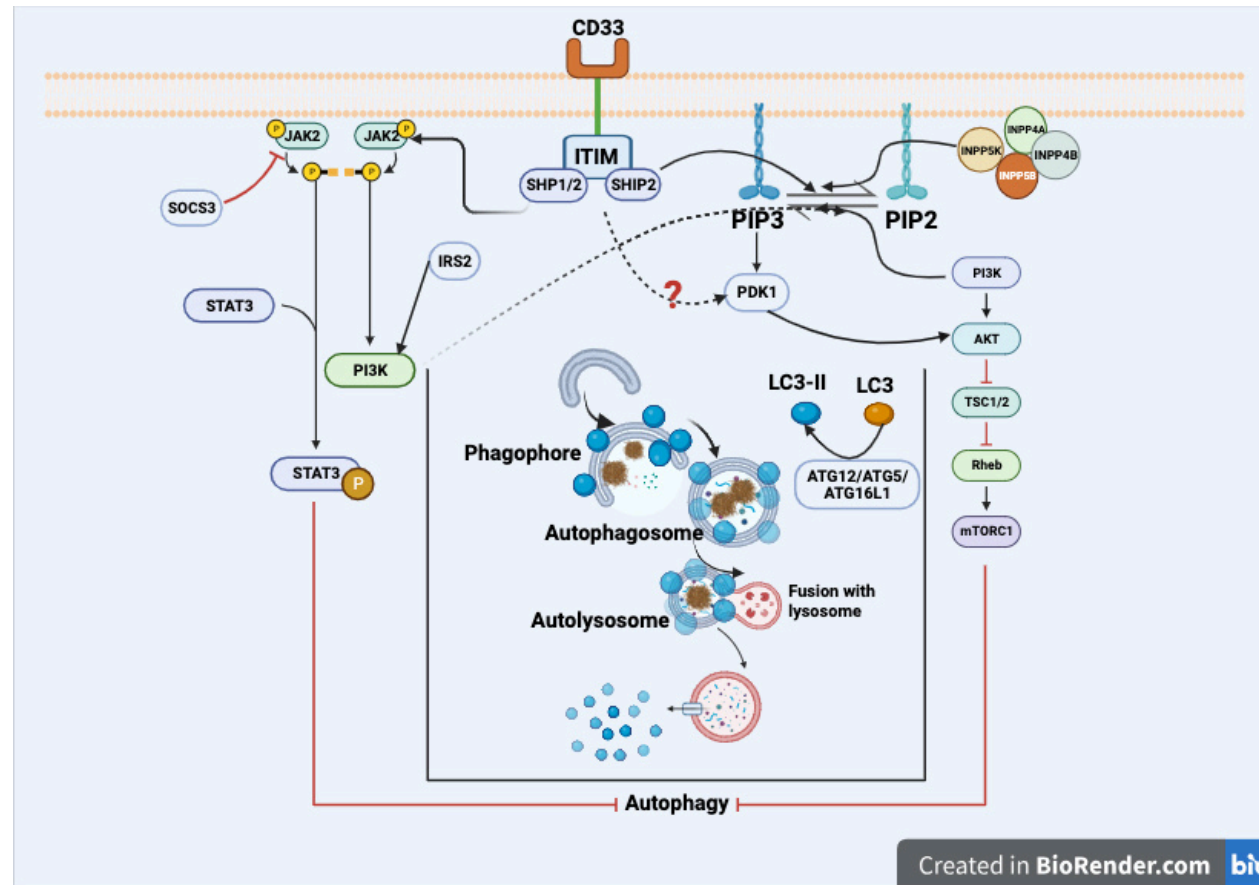 CD33
P
JAK2
JAK2
P
P
P
ITIM
SHP1/2
SHIP2
INPP4A
INPP5K
INPP4B
INPP5B
SOCS3
PIP3
PIP2
IRS2
PI3K
?
PDK1
STAT3
AKT
PI3K
LC3-II
LC3
TSC1/2
Phagophore
ATG12/ATG5/
ATG16L1
Rheb
STAT3
P
Autophagosome
mTORC1
Fusion with
lysosome
Autolysosome
Autophagy
Created in BioRender.com